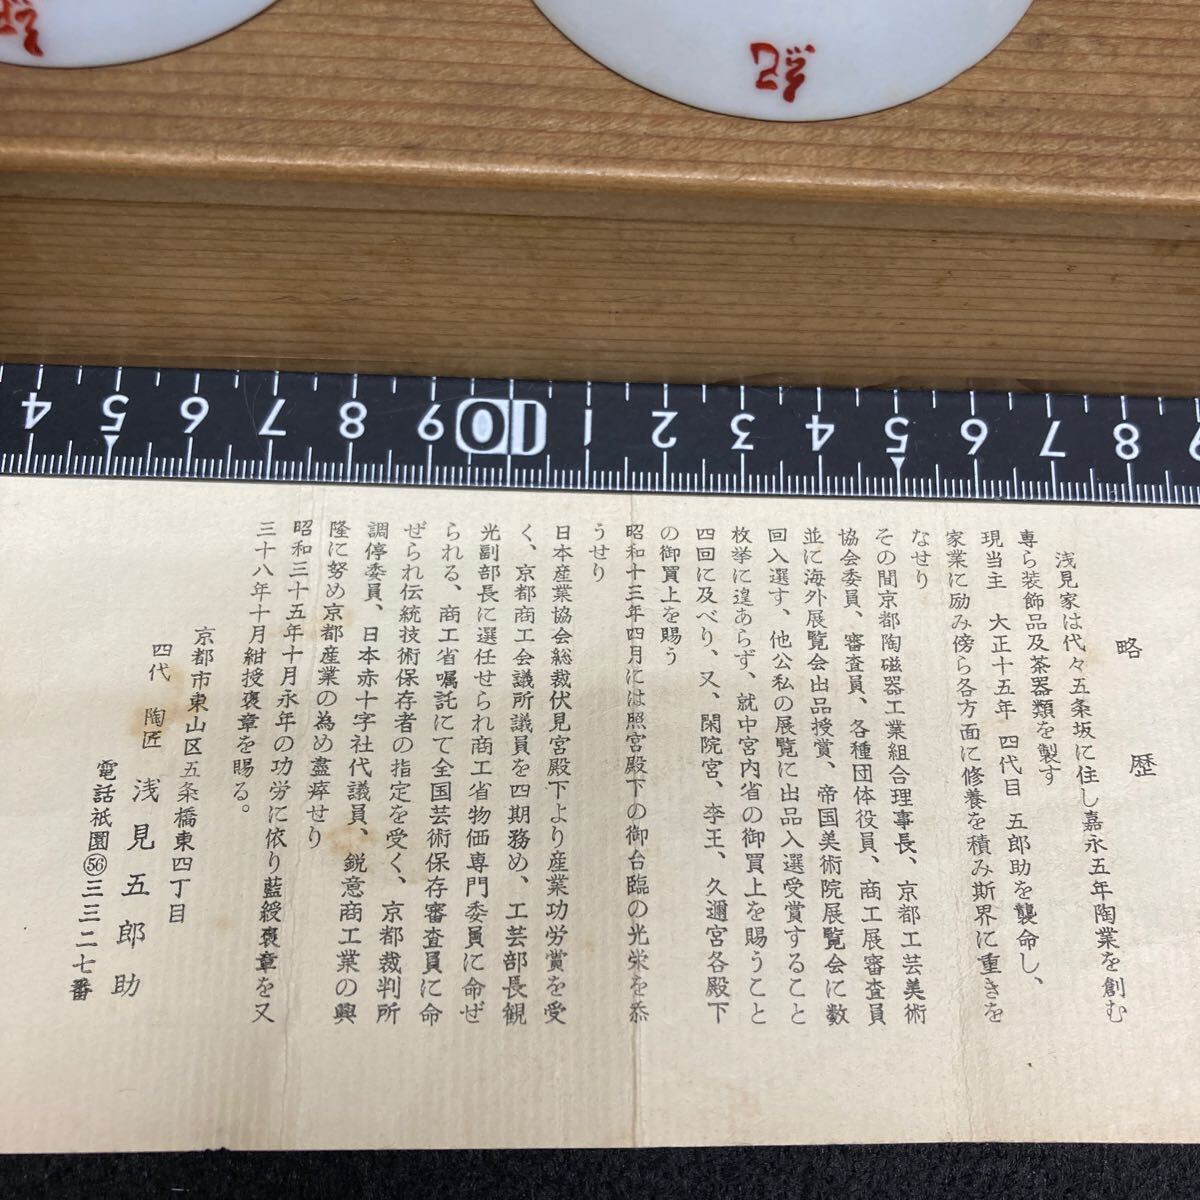 略歴
浅見家は代々五条坂に住し嘉永五年陶業を創む
専ら装飾品及茶器類を製す
現当主 大正十五年 四代目 五郎助を襲命し、
家業に励み傍ら各方面に修養を積み斯界に重きを
なせり
その間京都陶磁器工業組合理事長、京都工芸美術
協会委員、審査員、各種団体役員、商工展審査員
並に海外展覧会出品授賞、帝国美術院展覧会に数
回入選す、他公私の展覧に出品入選受賞すること
枚挙に遑あらず、就中宮内省の御買上を賜うこと
四回に及べり、又、閑院宮、李王、久邇宮各殿下
の御買上を賜う
昭和十三年四月には照宮殿下の御台臨の光栄を忝
うせり
日本産業協会総裁伏見宮殿下より産業功労賞を受
く、京都商工会議所議員を四期務め、工芸部長観
光副部長に選任せられ商工省物価専門委員に命ぜ
られる、商工省嘱託にて全国芸術保存審査員に命
ぜられ伝統技術保存者の指定を受く、京都裁判所
調停委員、日本赤十字社代議員、鋭意商工業の興
隆に努め京都産業の為め盡瘁せり
昭和三十五年十月永年の功労に依り藍綬褒章を又
三十八年十月紺授褒章を賜る。
京都市東山区五条橋東四丁目
四代 陶匠 浅見五郎助
電話祇園㊺三三二七番
4 5 6 7 8 9 10 1 2 3 4 5 6 7 8 9